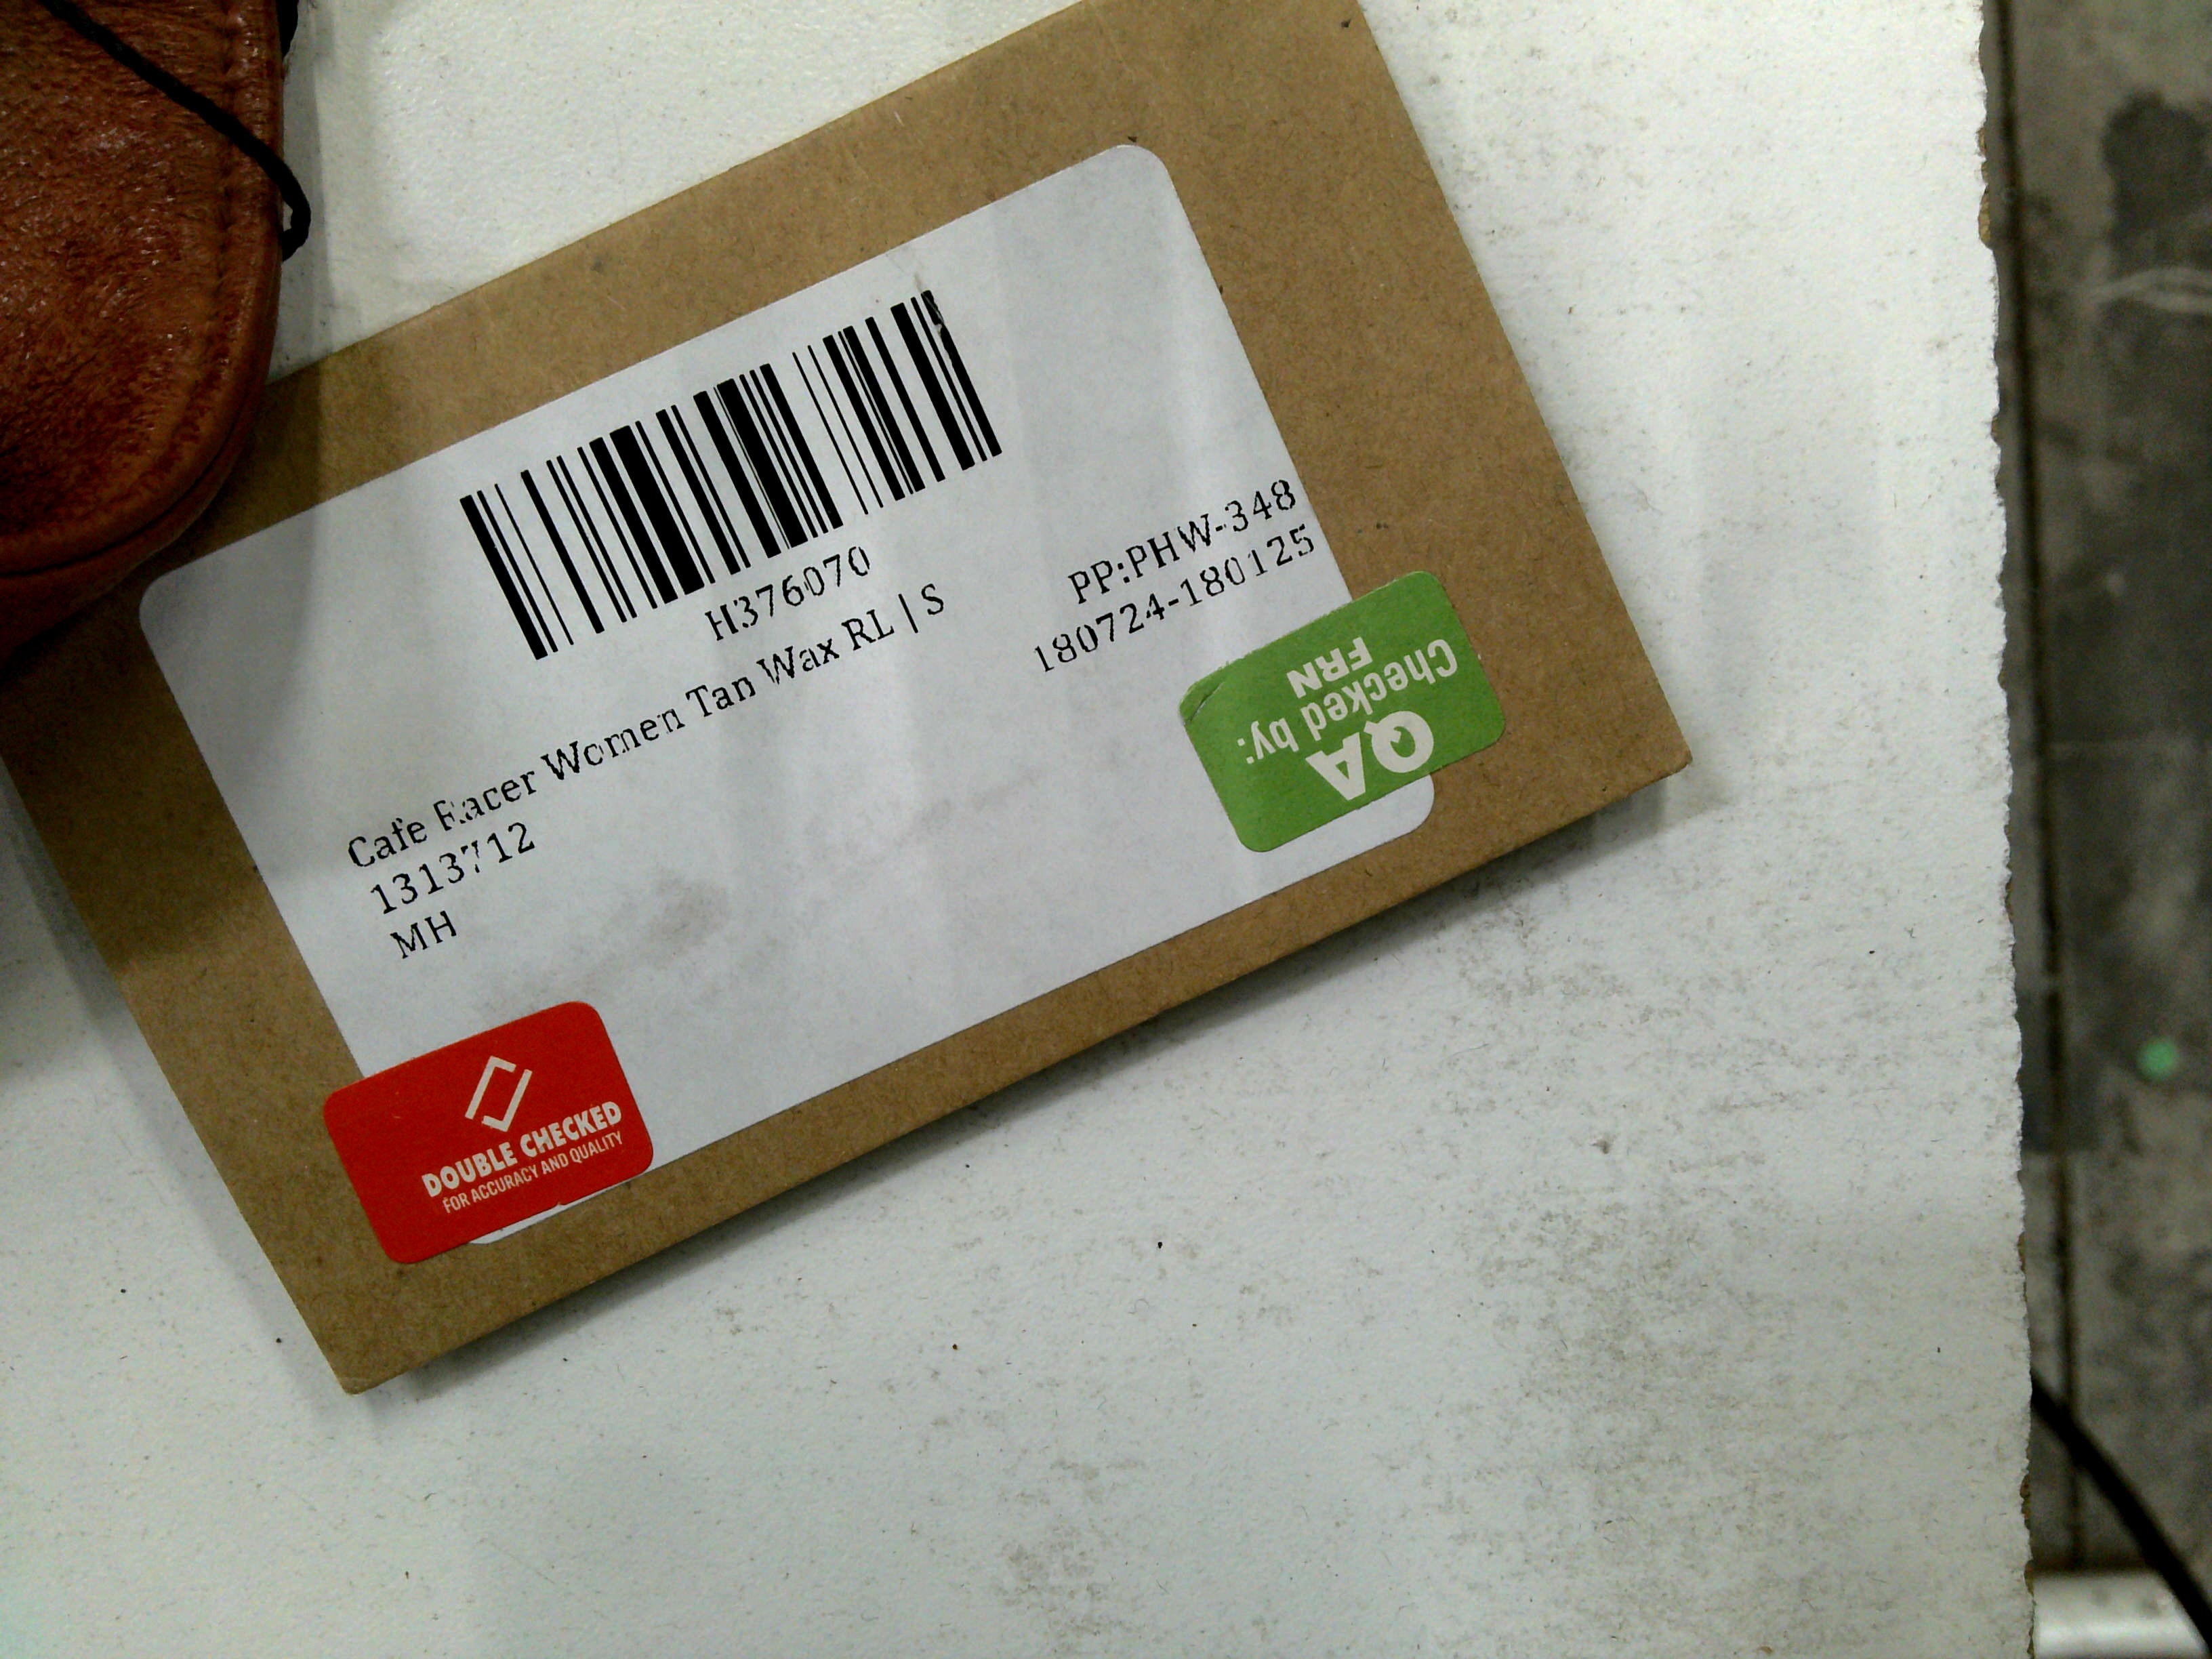 H376070
Cafe Racer Women Tan Wax RL | S
1313712
MH
PP:PHW-348
180724-180125
QA
Checked by:
FRN
DOUBLE CHECKED
FOR ACCURACY AND QUALITY